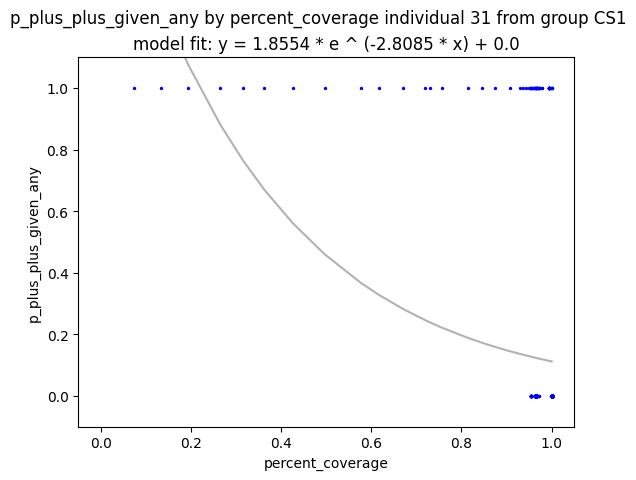 p_plus_plus_given_any by percent_coverage individual 31 from group CS1
model fit: y = 1.8554 * e ^ (-2.8085 * x) + 0.0
p_plus_plus_given_any
1.0
0.8
0.6
0.4
0.2
0.0
0.0 0.2 0.4 0.6 0.8 1.0
percent_coverage